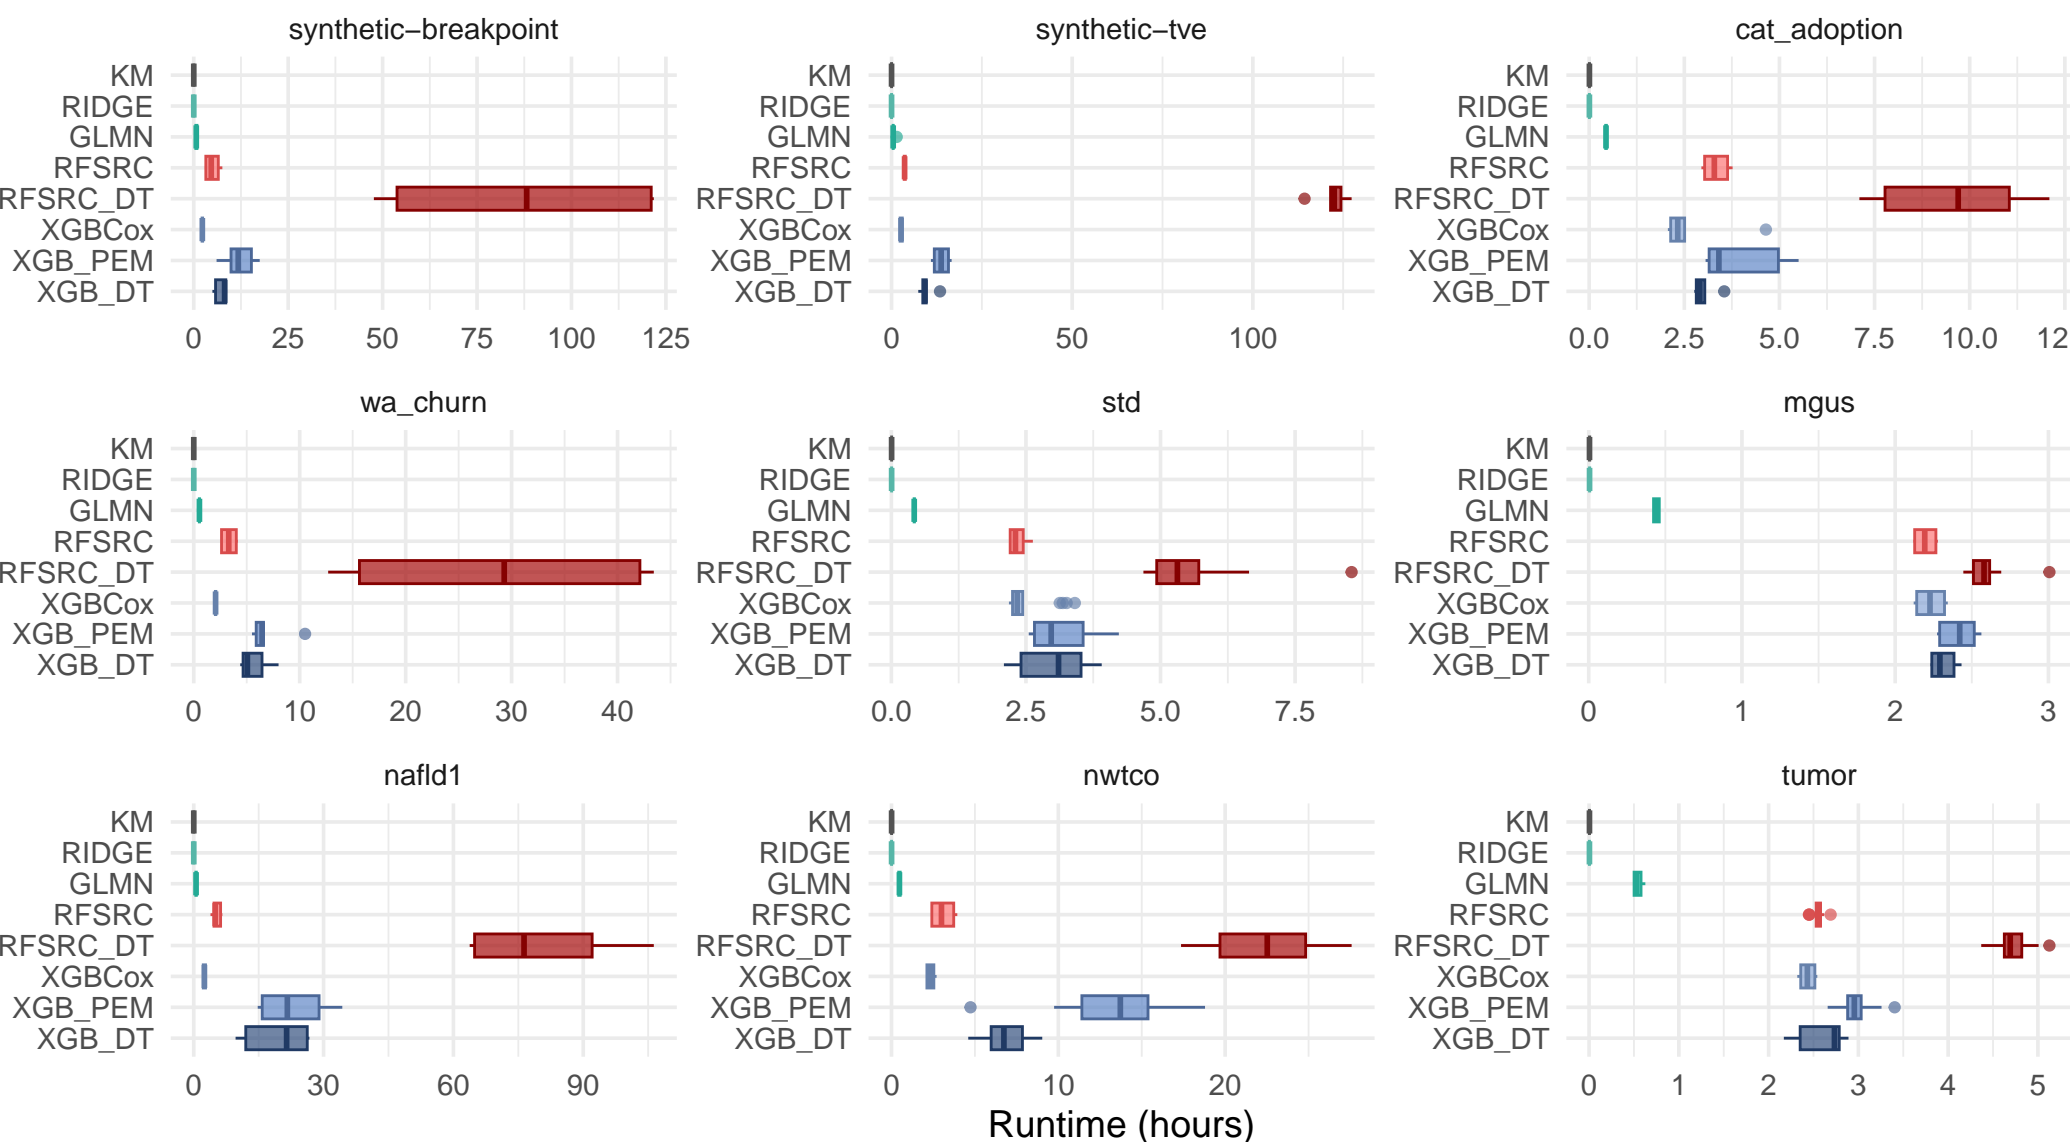 synthetic−breakpoint
KM
RIDGE
GLMN
RFSRC
RFSRC_DT
XGBCox
XGB_PEM
XGB_DT
0 25 50 75 100 125
synthetic−tve
KM
RIDGE
GLMN
RFSRC
RFSRC_DT
XGBCox
XGB_PEM
XGB_DT
0 50 100
cat_adoption
KM
RIDGE
GLMN
RFSRC
RFSRC_DT
XGBCox
XGB_PEM
XGB_DT
0.0 2.5 5.0 7.5 10.0 12
wa_churn
KM
RIDGE
GLMN
RFSRC
RFSRC_DT
XGBCox
XGB_PEM
XGB_DT
0 10 20 30 40
std
KM
RIDGE
GLMN
RFSRC
RFSRC_DT
XGBCox
XGB_PEM
XGB_DT
0.0 2.5 5.0 7.5
mgus
KM
RIDGE
GLMN
RFSRC
RFSRC_DT
XGBCox
XGB_PEM
XGB_DT
0 1 2 3
nafld1
KM
RIDGE
GLMN
RFSRC
RFSRC_DT
XGBCox
XGB_PEM
XGB_DT
0 30 60 90
nwtco
KM
RIDGE
GLMN
RFSRC
RFSRC_DT
XGBCox
XGB_PEM
XGB_DT
0 10 20
tumor
KM
RIDGE
GLMN
RFSRC
RFSRC_DT
XGBCox
XGB_PEM
XGB_DT
0 1 2 3 4 5
Runtime (hours)